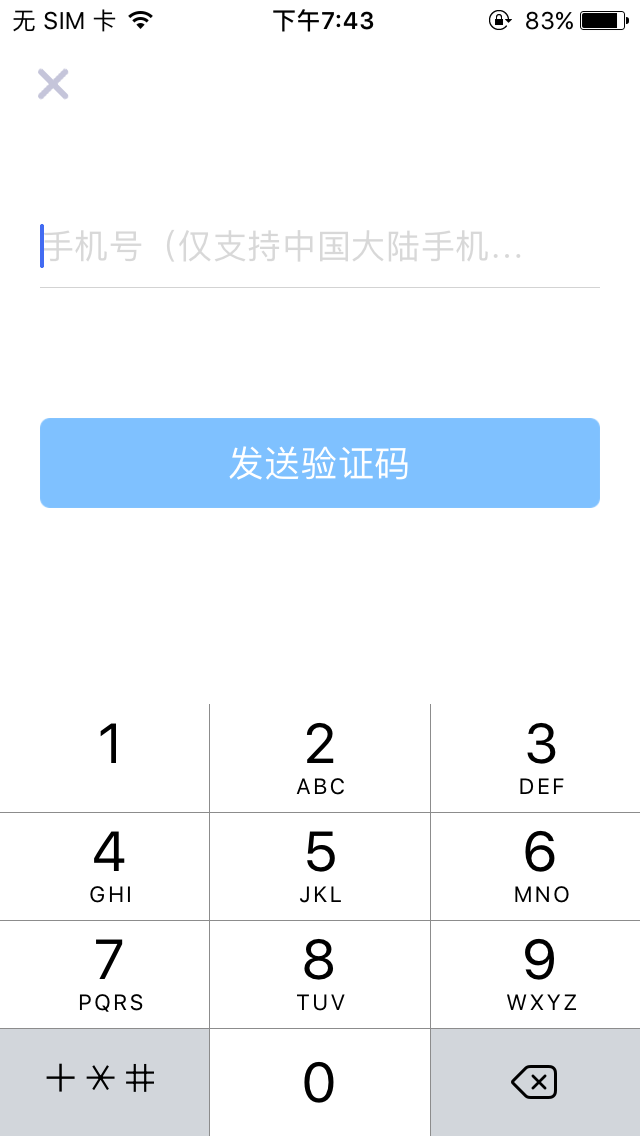 无 SIM 卡 下午7:43 83%
手机号（仅支持中国大陆手机...
发送验证码
1 2 3
ABC DEF
4 5 6
GHI JKL MNO
7 8 9
PQRS TUV WXYZ
+ * # 0